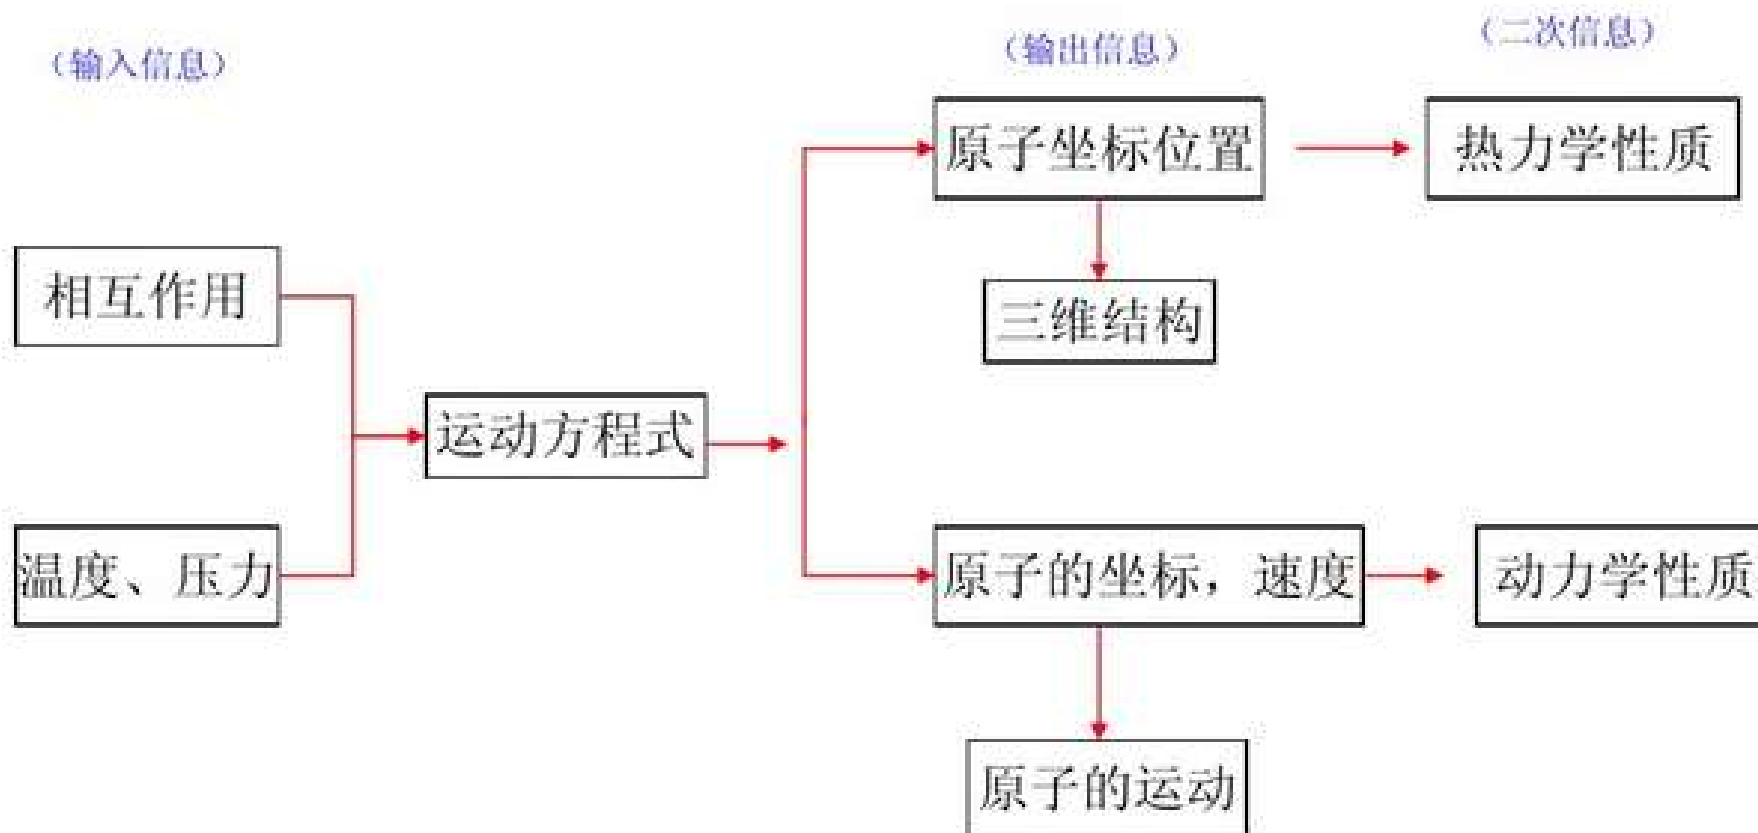 （输入信息）
（输出信息）
（二次信息）
原子坐标位置
热力学性质
相互作用
三维结构
运动方程式
温度、压力
原子的坐标，速度
动力学性质
原子的运动